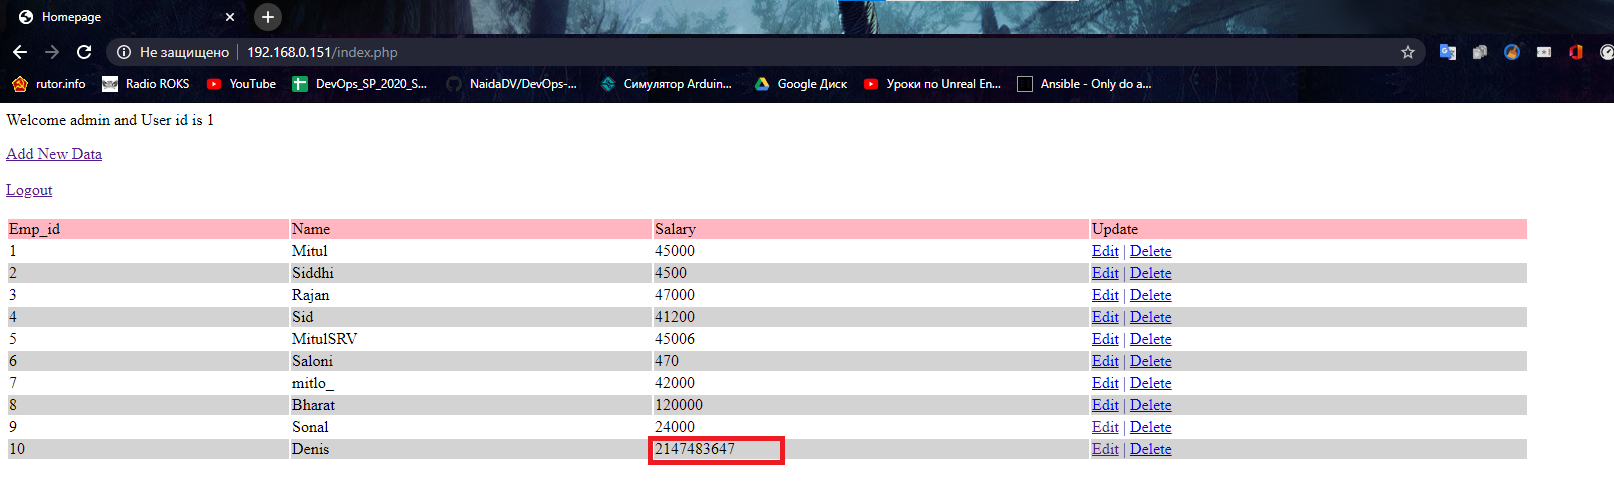 Homepage
Не защищено 192.168.0.151/index.php
rutor.info Radio ROKS YouTube DevOps_SP_2020_S... NaidaDV/DevOps-... Симулятор Arduin... Google Диск Уроки по Unreal En... Ansible - Only do a...
Welcome admin and User id is 1
Add New Data
Logout
Emp_id Name Salary Update
1 Mitul 45000 Edit | Delete
2 Siddhi 4500 Edit | Delete
3 Rajan 47000 Edit | Delete
4 Sid 41200 Edit | Delete
5 MitulSRV 45006 Edit | Delete
6 Saloni 470 Edit | Delete
7 mitlo_ 42000 Edit | Delete
8 Bharat 120000 Edit | Delete
9 Sonal 24000 Edit | Delete
10 Denis 2147483647 Edit | Delete